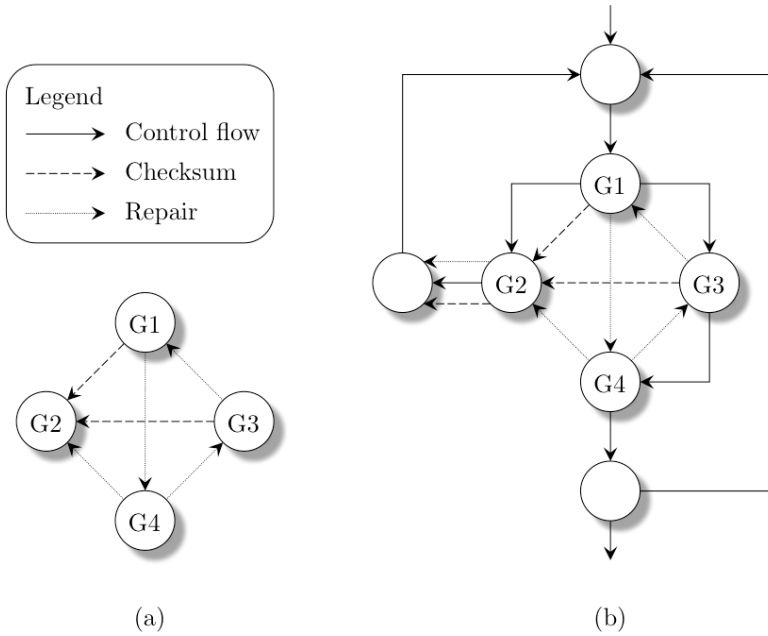 Legend
Control flow
Checksum
Repair
G1
G2
G3
G4
(a)
G1
G2
G3
G4
(b)